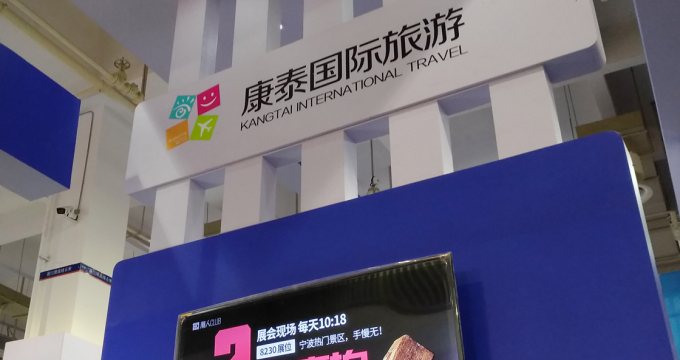 康泰国际旅游
KANGTAI INTERNATIONAL TRAVEL
展会现场 每天10:18
8230展位 宁波热门景区，手慢无！